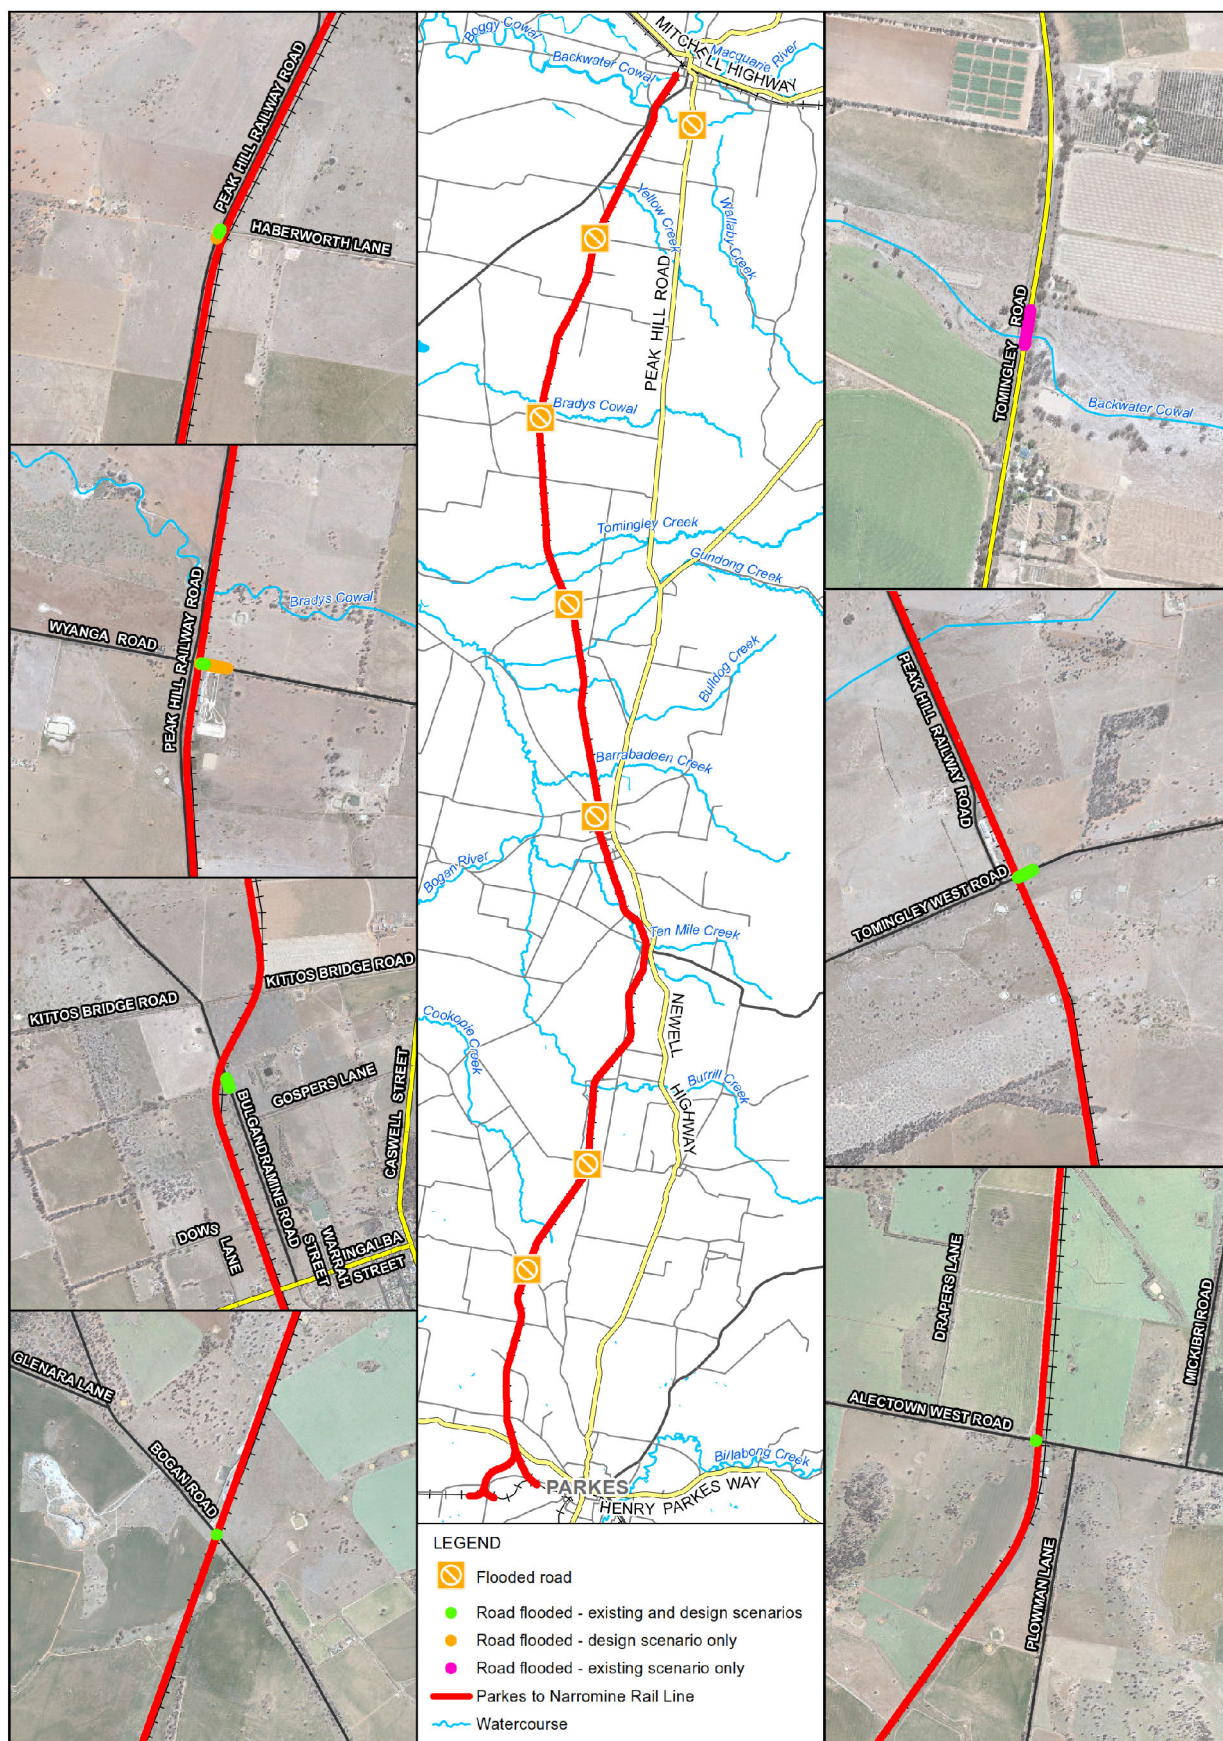 PEAK HILL RAILWAY ROAD
HABERWORTH LANE
WYANGA ROAD
PEAK HILL RAILWAY ROAD
Bradys Cowal
KITTOS BRIDGE ROAD
KITTOS BRIDGE ROAD
GOSPERS LANE
BULGANDRAMINE ROAD
CASWELL STREET
DOWS LANE
WARRAH STREET
INGALBA STREET
GLENARA LANE
BOGAN ROAD
Boggy Cowal
Backwater Cowal
MITCHELL HIGHWAY
Macquarie River
Yellow Creek
Wallaby Creek
PEAK HILL ROAD
Bradys Cowal
Tomingley Creek
Gundong Creek
Bulldog Creek
Barrabadeen Creek
Bogan River
Ten Mile Creek
NEWELL HIGHWAY
Cookopie Creek
Burrill Creek
Billabong Creek
PARKES
HENRY PARKES WAY
LEGEND
Flooded road
Road flooded - existing and design scenarios
Road flooded - design scenario only
Road flooded - existing scenario only
Parkes to Narromine Rail Line
Watercourse
TOMINGLEY ROAD
Backwater Cowal
PEAK HILL RAILWAY ROAD
TOMINGLEY WEST ROAD
DRAPERS LANE
MICKIBRI ROAD
ALECTOWN WEST ROAD
PLOWMAN LANE